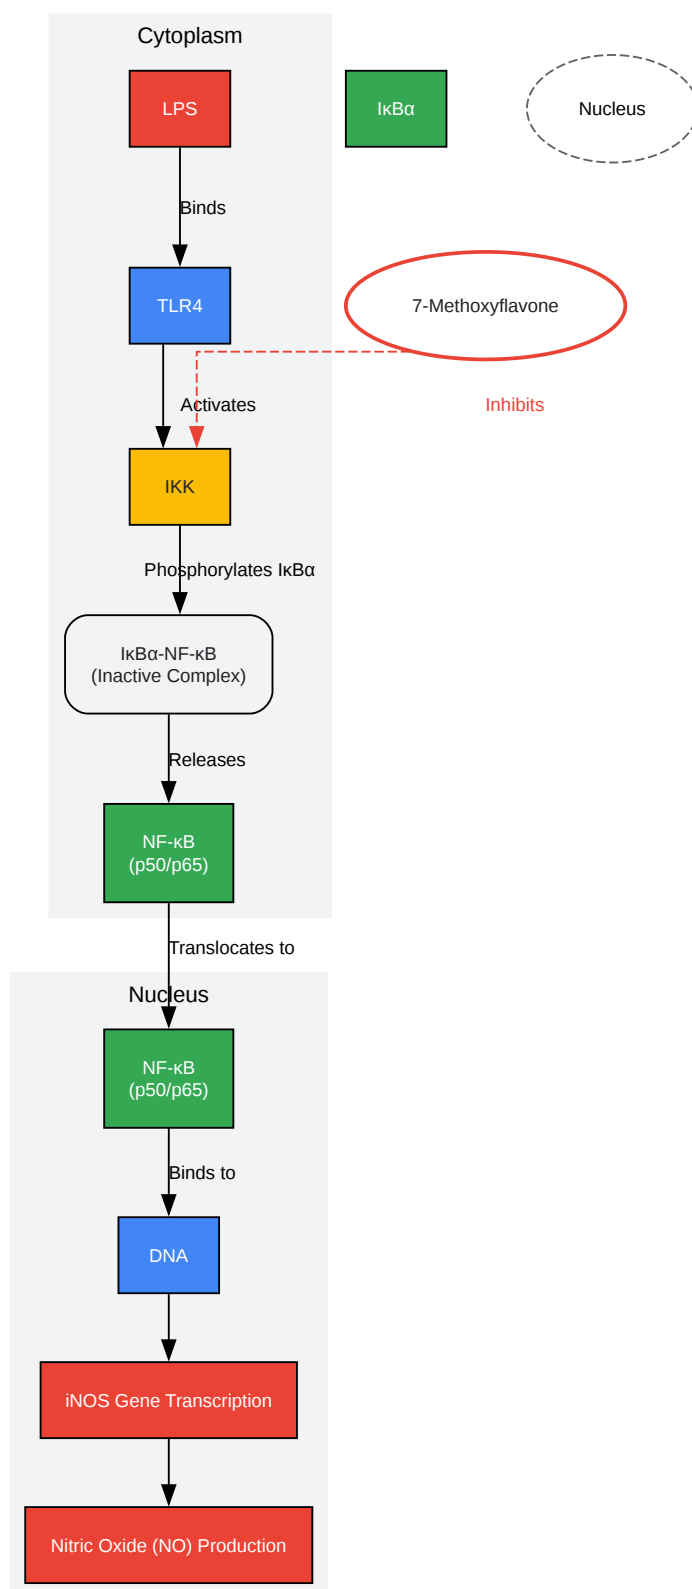 Cytoplasm
LPS
IκBα
Nucleus
Binds
TLR4
7-Methoxyflavone
Activates
Inhibits
IKK
Phosphorylates IκBα
IκBα-NF-κB
(Inactive Complex)
Releases
NF-κB
(p50/p65)
Translocates to
Nucleus
NF-κB
(p50/p65)
Binds to
DNA
iNOS Gene Transcription
Nitric Oxide (NO) Production